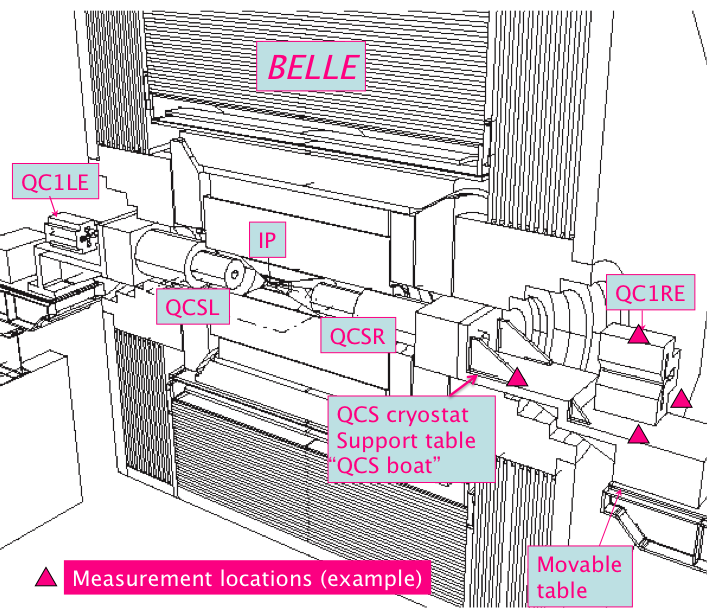 BELLE
QC1LE
IP
QC1RE
QCSL
QCSR
QCS cryostat
Support table
“QCS boat”
Movable
table
Measurement locations (example)